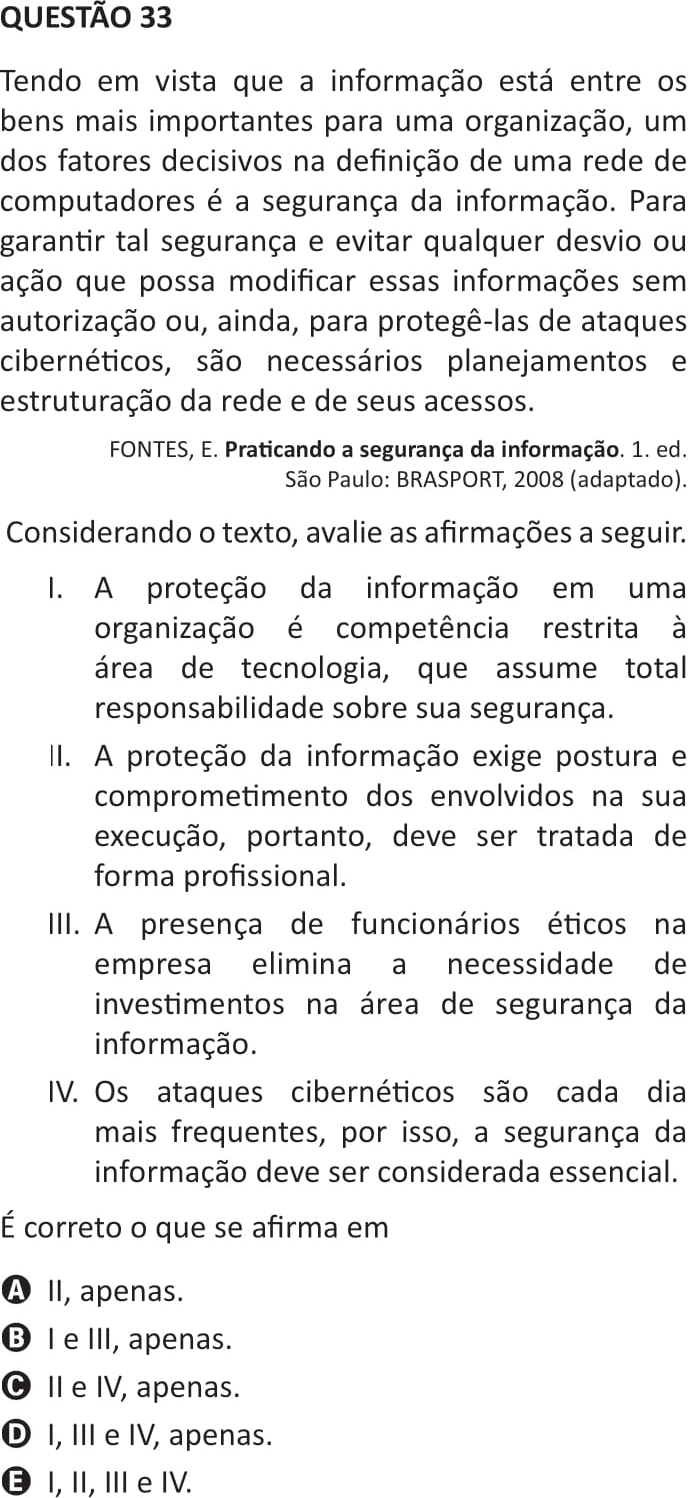 QUESTÃO 33
Tendo em vista que a informação está entre os
bens mais importantes para uma organização, um
dos fatores decisivos na definição de uma rede de
computadores é a segurança da informação. Para
garantir tal segurança e evitar qualquer desvio ou
ação que possa modificar essas informações sem
autorização ou, ainda, para protegê-las de ataques
cibernéticos, são necessários planejamentos e
estruturação da rede e de seus acessos.
FONTES, E. Praticando a segurança da informação. 1. ed.
São Paulo: BRASPORT, 2008 (adaptado).
Considerando o texto, avalie as afirmações a seguir.
I. A proteção da informação em uma
organização é competência restrita à
área de tecnologia, que assume total
responsabilidade sobre sua segurança.
II. A proteção da informação exige postura e
comprometimento dos envolvidos na sua
execução, portanto, deve ser tratada de
forma profissional.
III. A presença de funcionários éticos na
empresa elimina a necessidade de
investimentos na área de segurança da
informação.
IV. Os ataques cibernéticos são cada dia
mais frequentes, por isso, a segurança da
informação deve ser considerada essencial.
É correto o que se afirma em
A II, apenas.
B I e III, apenas.
C II e IV, apenas.
D I, III e IV, apenas.
E I, II, III e IV.